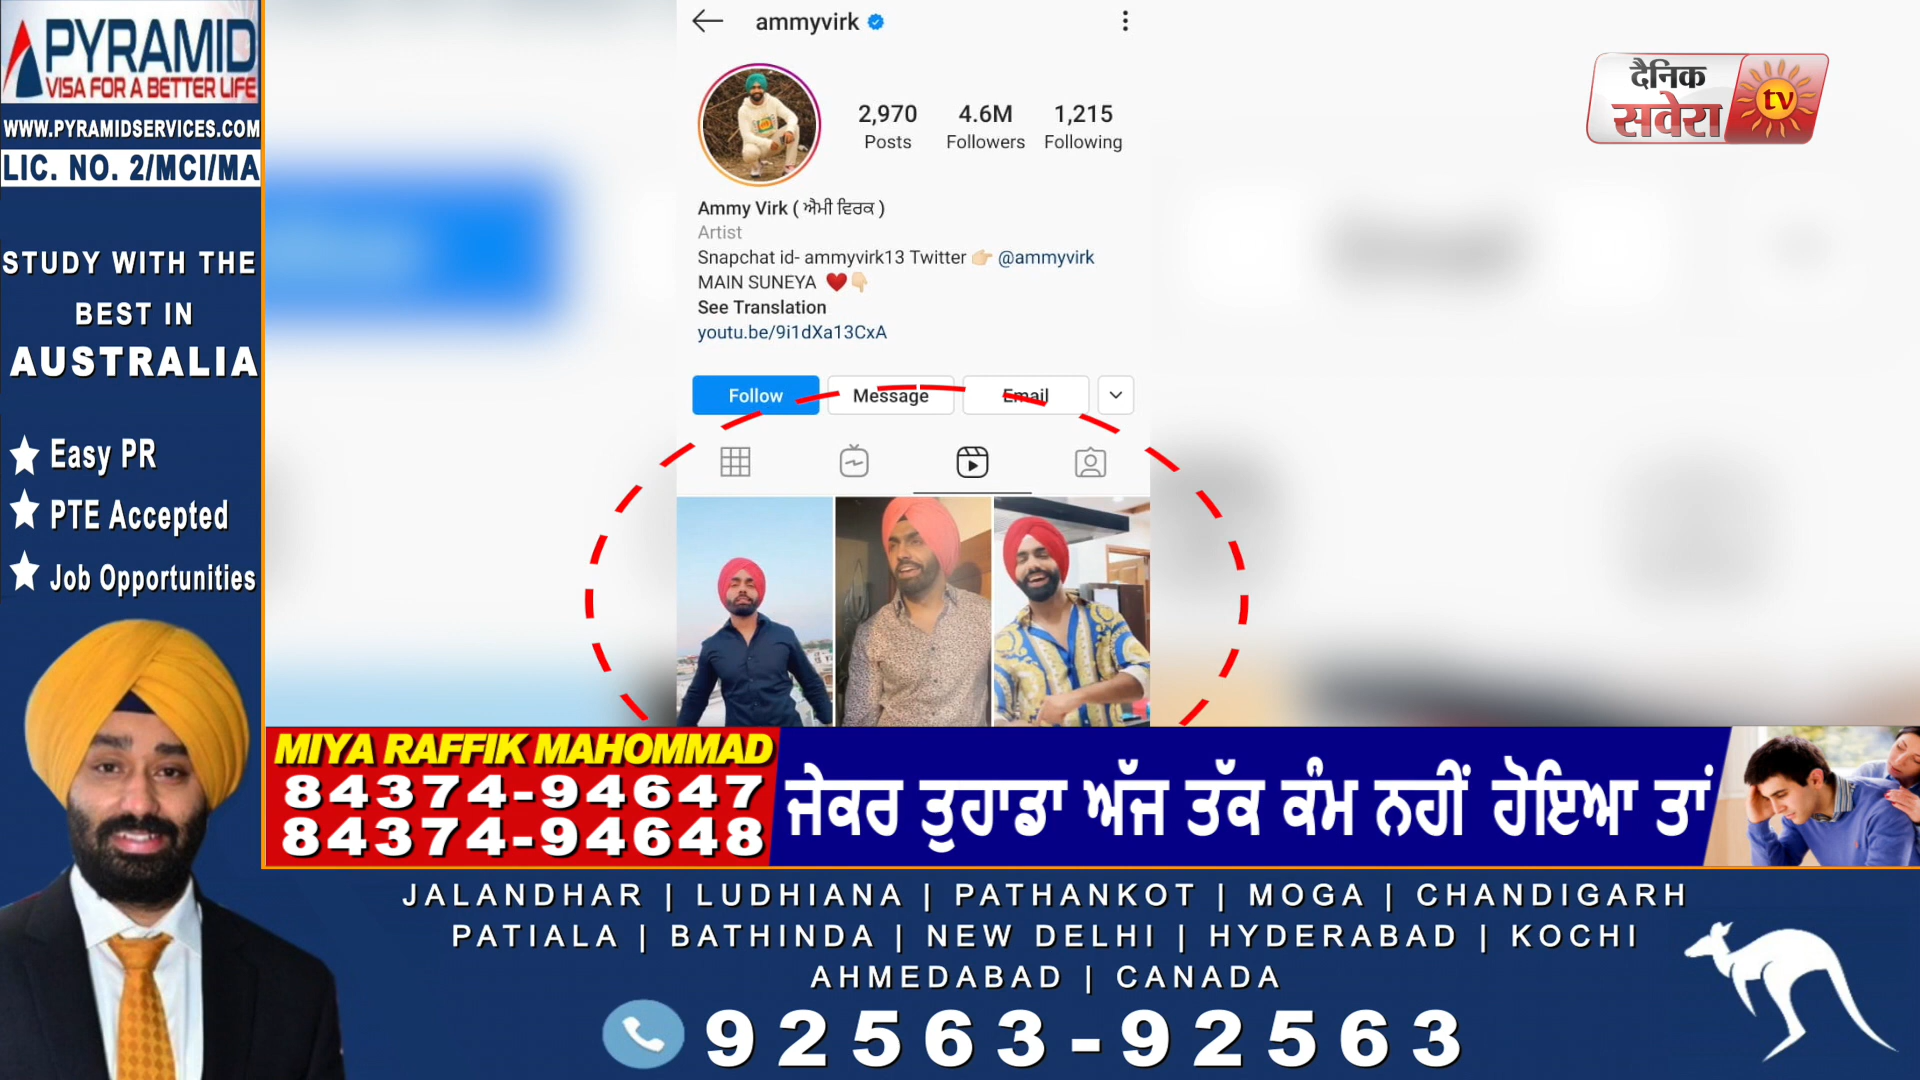 PYRAMID
VISA FOR A BETTER LIFE
WWW.PYRAMIDSERVICES.COM
LIC. NO. 2/MCI/MA
STUDY WITH THE
BEST IN
AUSTRALIA
Easy PR
PTE Accepted
Job Opportunities
ammyvirk
2,970 4.6M 1,215
Posts Followers Following
Ammy Virk ( ਐਮੀ ਵਿਰਕ )
Artist
Snapchat id- ammyvirk13 Twitter 👉🏻 @ammyvirk
MAIN SUNEYA ❤️👇🏻
See Translation
youtu.be/9i1dXa13CxA
Follow Message Email
दैनिक
सवेरा tv
MIYA RAFFIK MAHOMMAD
84374-94647
84374-94648
ਜੇਕਰ ਤੁਹਾਡਾ ਅੱਜ ਤੱਕ ਕੰਮ ਨਹੀਂ ਹੋਇਆ ਤਾਂ
JALANDHAR | LUDHIANA | PATHANKOT | MOGA | CHANDIGARH
PATIALA | BATHINDA | NEW DELHI | HYDERABAD | KOCHI
AHMEDABAD | CANADA
92563-92563